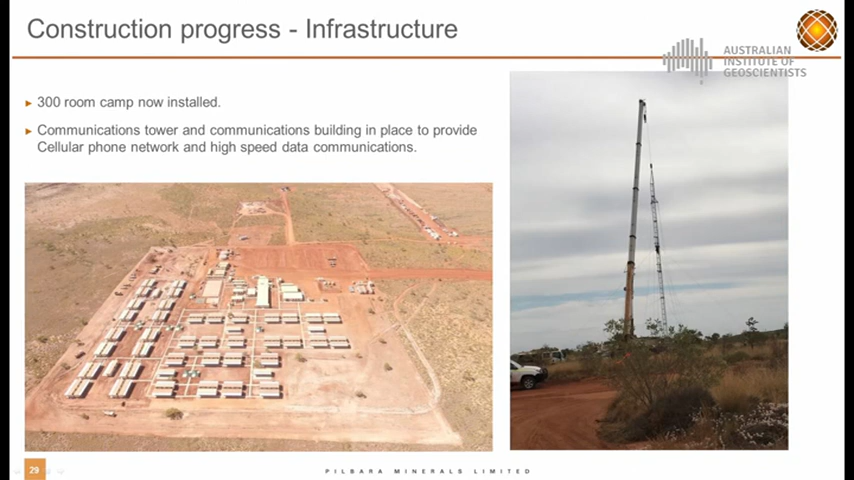 Construction progress - Infrastructure
AUSTRALIAN
INSTITUTE OF
GEOSCIENTISTS
300 room camp now installed.
Communications tower and communications building in place to provide
Cellular phone network and high speed data communications.
29
PILBARA MINERALS LIMITED